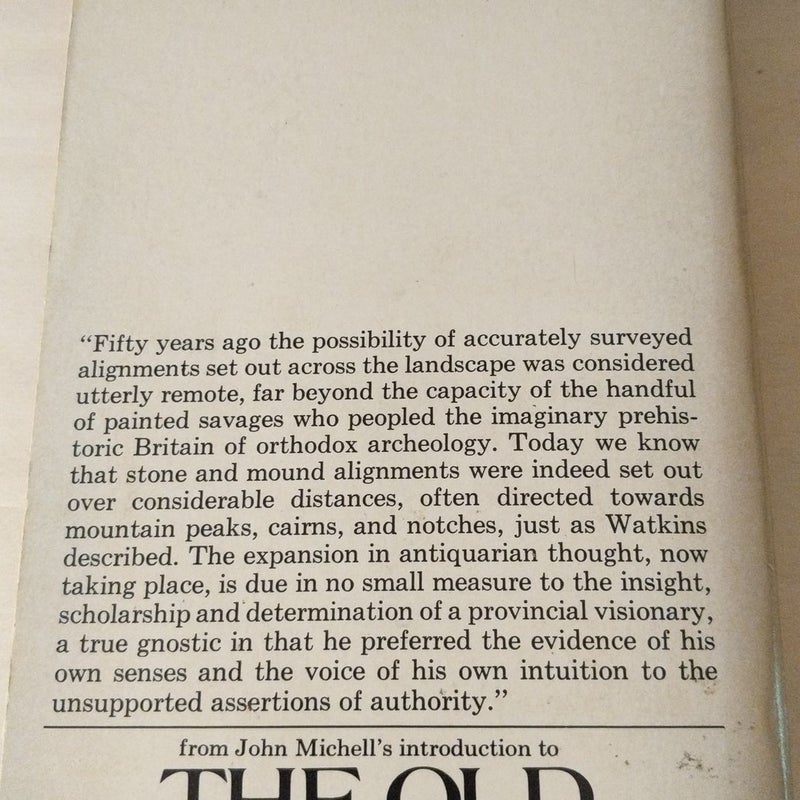 “Fifty years ago the possibility of accurately surveyed
alignments set out across the landscape was considered
utterly remote, far beyond the capacity of the handful
of painted savages who peopled the imaginary prehis-
toric Britain of orthodox archeology. Today we know
that stone and mound alignments were indeed set out
over considerable distances, often directed towards
mountain peaks, cairns, and notches, just as Watkins
described. The expansion in antiquarian thought, now
taking place, is due in no small measure to the insight,
scholarship and determination of a provincial visionary,
a true gnostic in that he preferred the evidence of his
own senses and the voice of his own intuition to the
unsupported assertions of authority.”
from John Michell’s introduction to
THE OLD